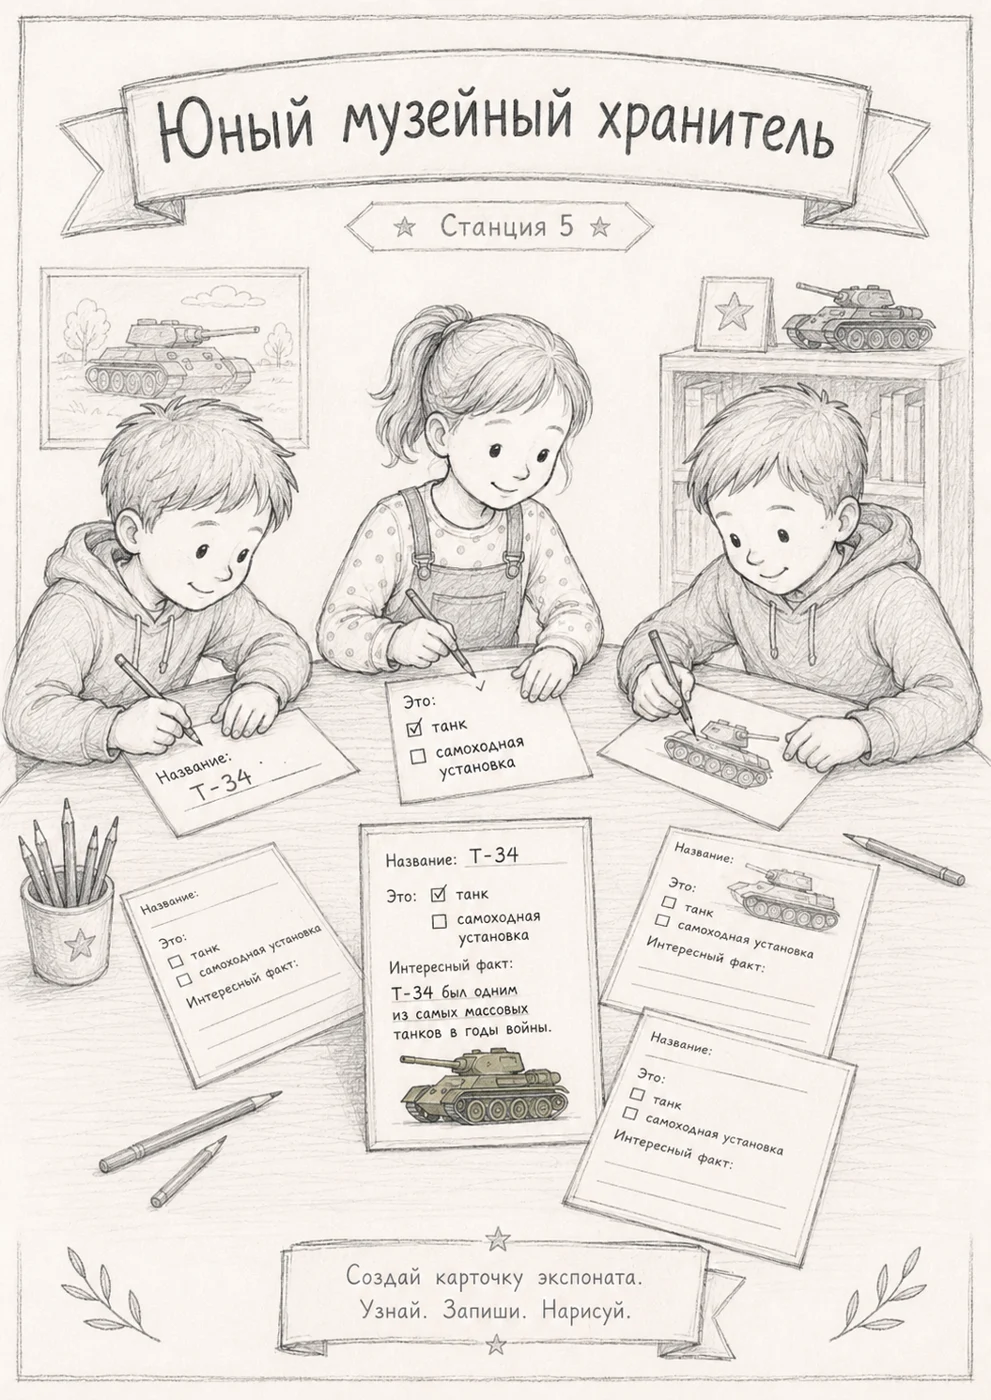 Юный музейный хранитель
Станция 5
Название:
Т-34
Это:
танк
самоходная
установка
Название:
Это:
танк
самоходная установка
Интересный факт:
Название: Т-34
Это: танк
самоходная
установка
Интересный факт:
Т-34 был одним
из самых массовых
танков в годы войны.
Название:
Это:
танк
самоходная установка
Интересный факт:
Название:
Это:
танк
самоходная установка
Интересный факт:
Создай карточку экспоната.
Узнай. Запиши. Нарисуй.